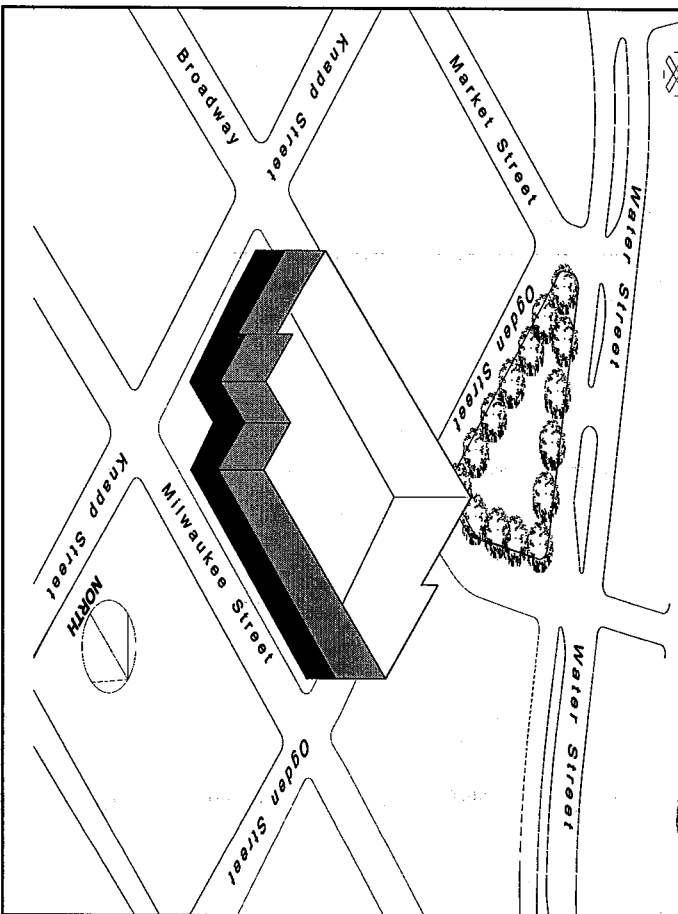 Broadway
Knapp Street
Market Street
Water Street
Ogden Street
Knapp Street
Milwaukee Street
NORTH
Ogden Street
Water Street